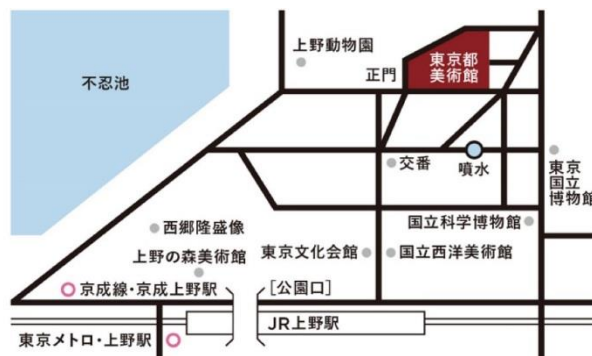 上野動物園
正門
東京都
美術館
不忍池
交番
噴水
東京
国立
博物館
西郷隆盛像
国立科学博物館
上野の森美術館
東京文化会館
国立西洋美術館
京成線・京成上野駅
[公園口]
JR上野駅
東京メトロ・上野駅